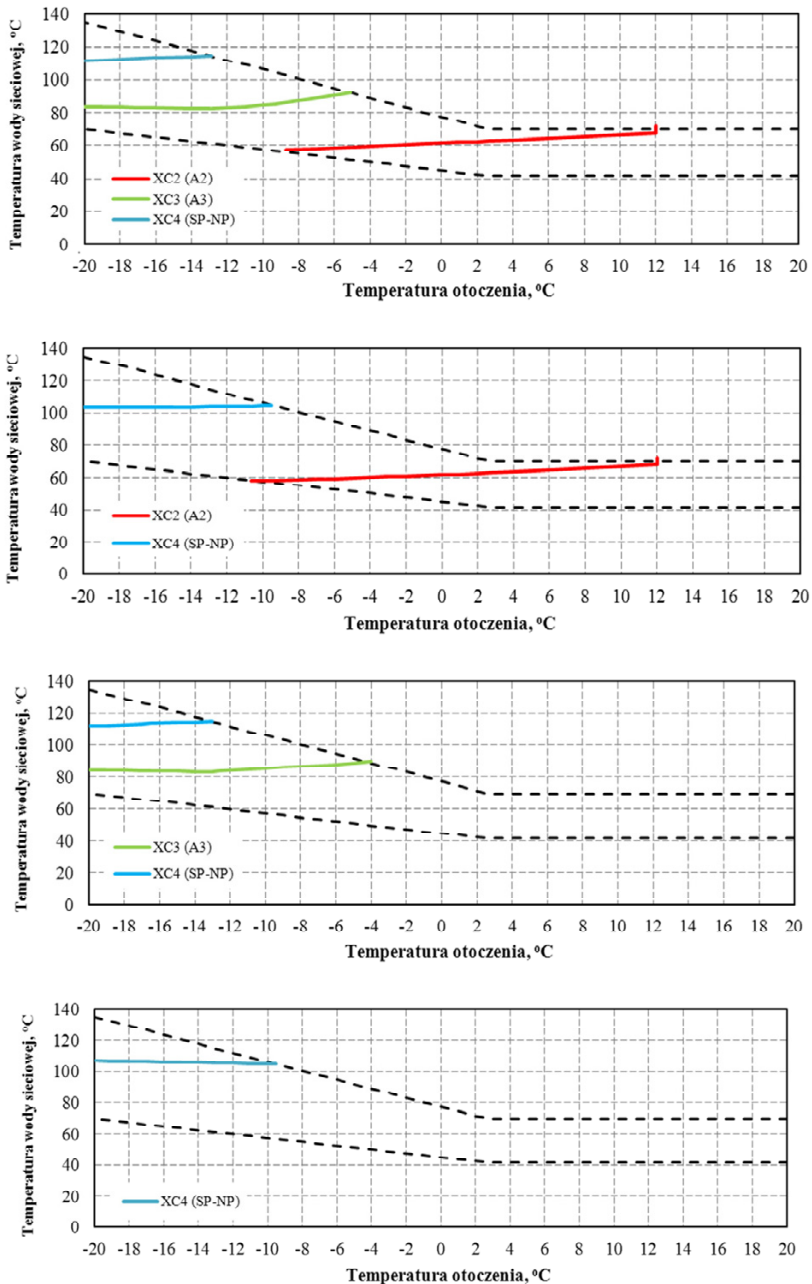 Temperatura wody sieciowej, °C
140
120
100
80
60
40
20
0
XC2 (A2)
XC3 (A3)
XC4 (SP-NP)
-20 -18 -16 -14 -12 -10 -8 -6 -4 -2 0 2 4 6 8 10 12 14 16 18 20
Temperatura otoczenia, °C
Temperatura wody sieciowej, °C
140
120
100
80
60
40
20
0
XC2 (A2)
XC4 (SP-NP)
-20 -18 -16 -14 -12 -10 -8 -6 -4 -2 0 2 4 6 8 10 12 14 16 18 20
Temperatura otoczenia, °C
Temperatura wody sieciowej, °C
140
120
100
80
60
40
20
0
XC3 (A3)
XC4 (SP-NP)
-20 -18 -16 -14 -12 -10 -8 -6 -4 -2 0 2 4 6 8 10 12 14 16 18 20
Temperatura otoczenia, °C
Temperatura wody sieciowej, °C
140
120
100
80
60
40
20
0
XC4 (SP-NP)
-20 -18 -16 -14 -12 -10 -8 -6 -4 -2 0 2 4 6 8 10 12 14 16 18 20
Temperatura otoczenia, °C